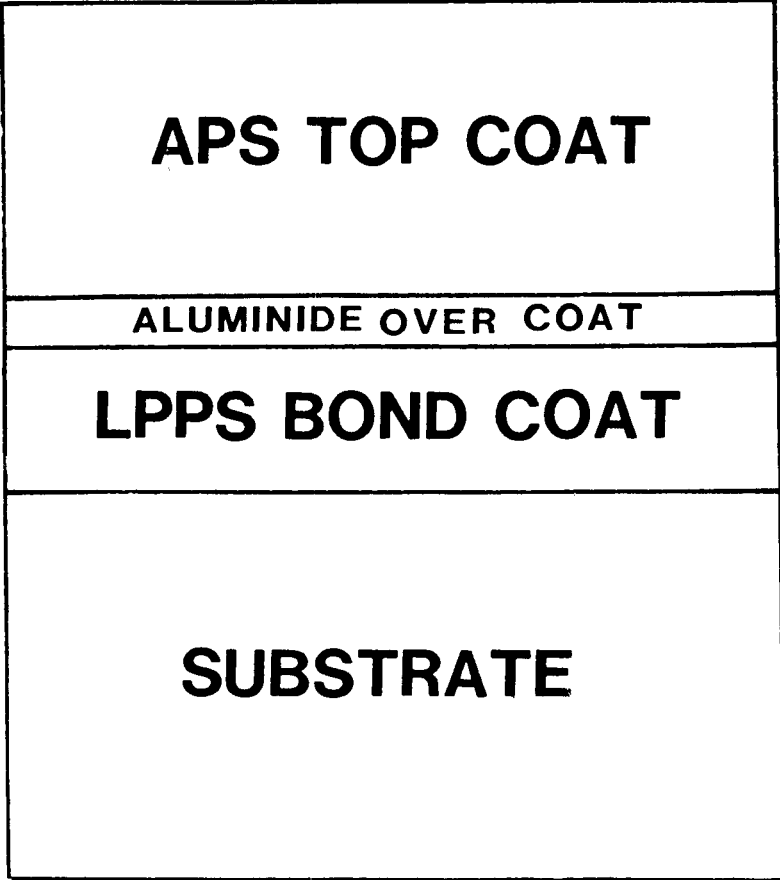 APS TOP COAT
ALUMINIDE OVER COAT
LPPS BOND COAT
SUBSTRATE